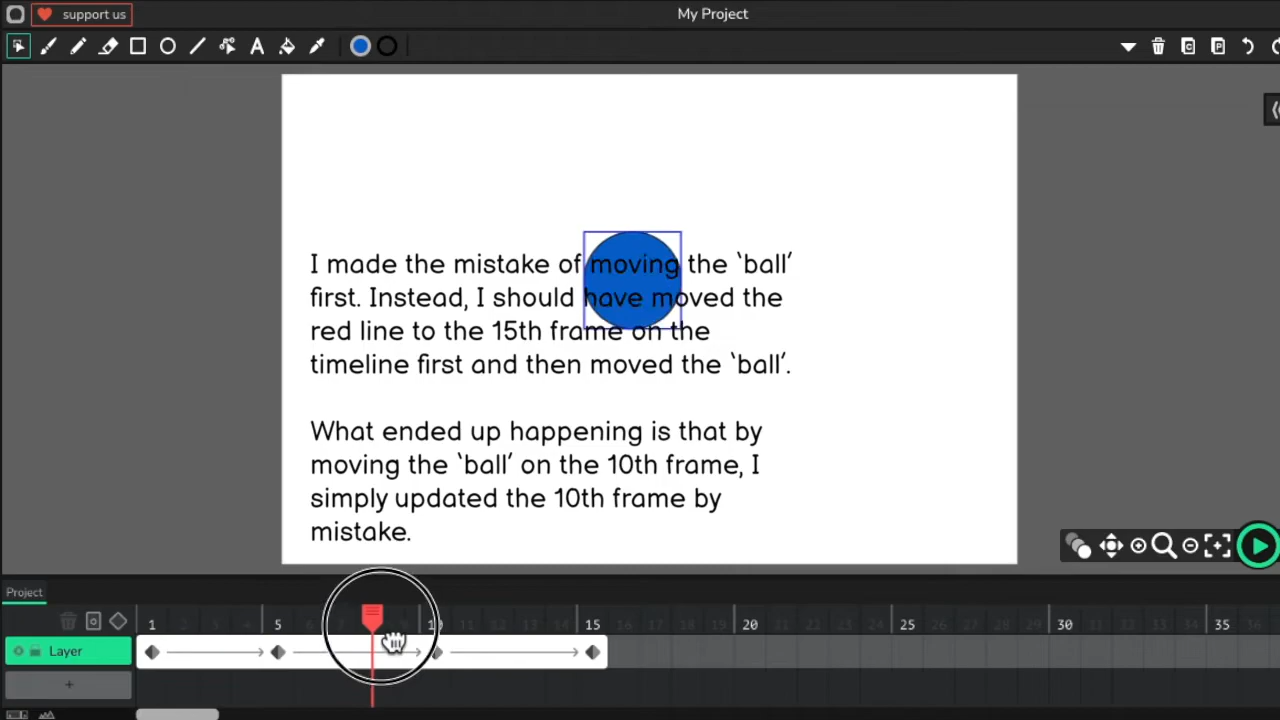 support us
My Project
I made the mistake of moving the ‘ball’
first. Instead, I should have moved the
red line to the 15th frame on the
timeline first and then moved the ‘ball’.
What ended up happening is that by
moving the ‘ball’ on the 10th frame, I
simply updated the 10th frame by
mistake.
Project
1 5 10 15 20 25 30 35
Layer